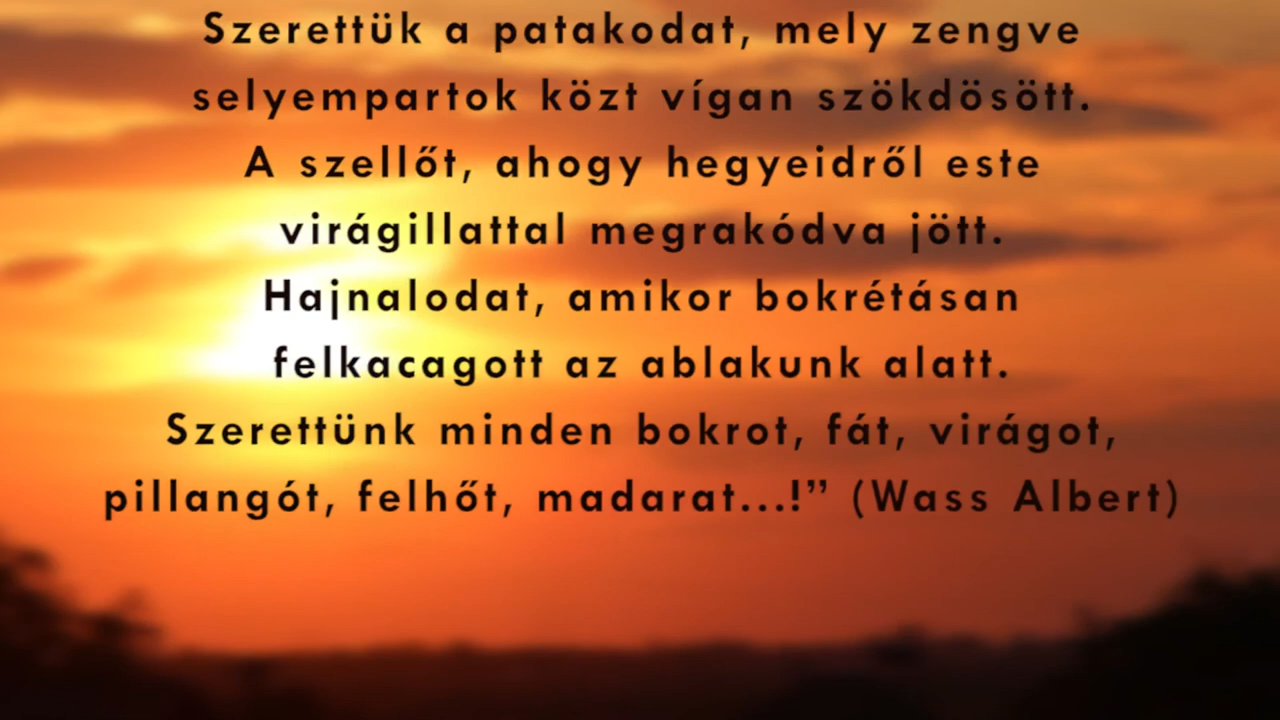 Szerettük a patakodat, mely zengve
selyempartok közt vígan szökdösött.
A szellőt, ahogy hegyeidről este
virágillattal megrakódva jött.
Hajnalodat, amikor bokrétásan
felkacagott az ablakunk alatt.
Szerettünk minden bokrot, fát, virágot,
pillangót, felhőt, madarat...!” (Wass Albert)